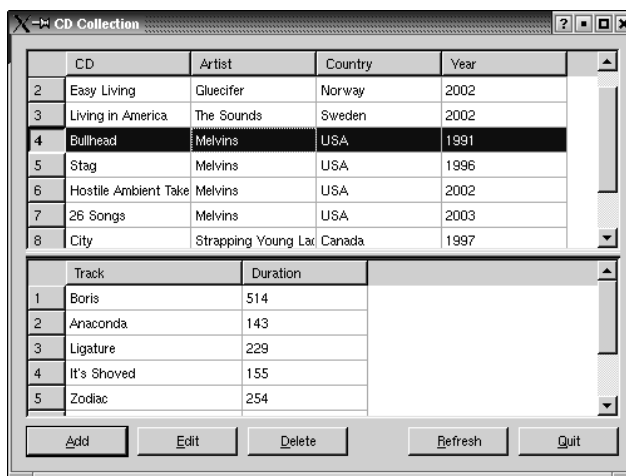 CD Collection
CD Artist Country Year
2 Easy Living Gluecifer Norway 2002
3 Living in America The Sounds Sweden 2002
4 Bullhead Melvins USA 1991
5 Stag Melvins USA 1996
6 Hostile Ambient Take Melvins USA 2002
7 26 Songs Melvins USA 2003
8 City Strapping Young Lad Canada 1997
Track Duration
1 Boris 514
2 Anaconda 143
3 Ligature 229
4 It's Shoved 155
5 Zodiac 254
Add Edit Delete Refresh Quit